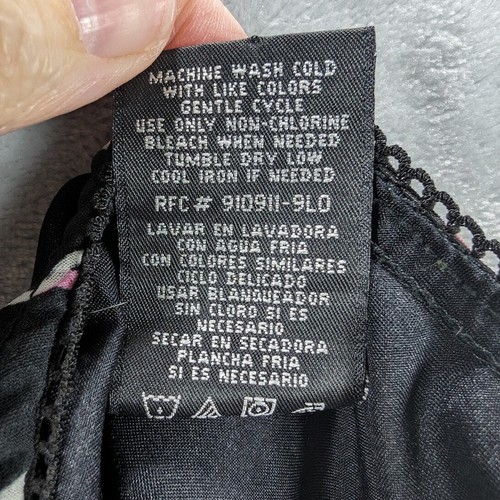 MACHINE WASH COLD
WITH LIKE COLORS
GENTLE CYCLE
USE ONLY NON-CHLORINE
BLEACH WHEN NEEDED
TUMBLE DRY LOW
COOL IRON IF NEEDED
RFC # 910911-9L0
LAVAR EN LAVADORA
CON AGUA FRIA
CON COLORES SIMILARES
CICLO DELICADO
USAR BLANQUEADOR
SIN CLORO SI ES
NECESARIO
SECAR EN SECADORA
PLANCHA FRIA
SI ES NECESARIO